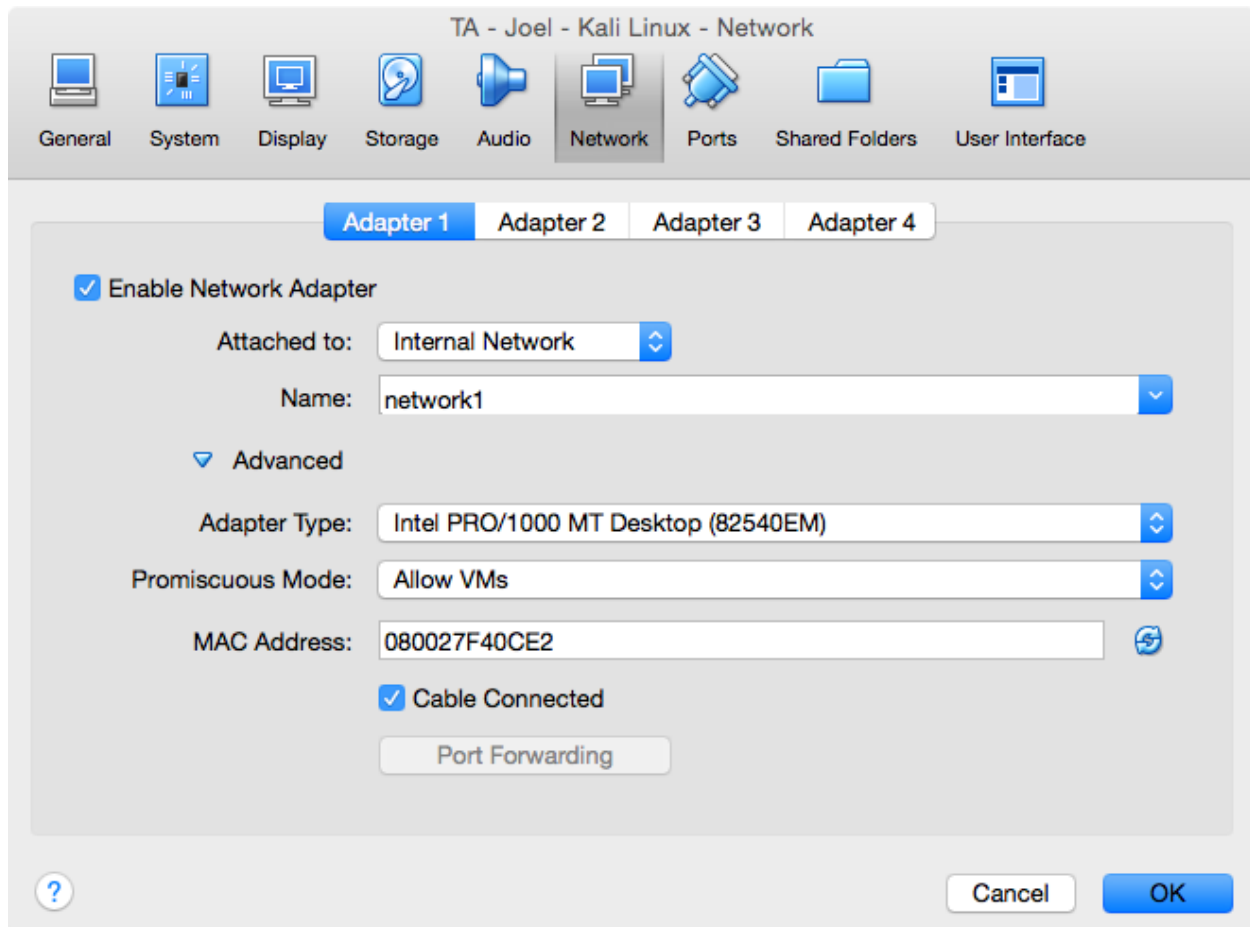 TA - Joel - Kali Linux - Network
General System Display Storage Audio Network Ports Shared Folders User Interface
Adapter 1 Adapter 2 Adapter 3 Adapter 4
Enable Network Adapter
Attached to: Internal Network
Name: network1
Advanced
Adapter Type: Intel PRO/1000 MT Desktop (82540EM)
Promiscuous Mode: Allow VMs
MAC Address: 080027F40CE2
Cable Connected
Port Forwarding
? Cancel OK